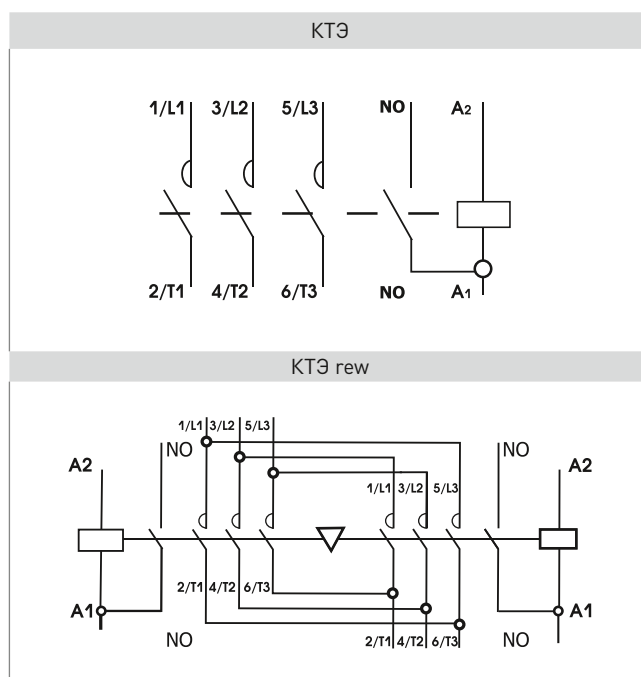 КТЭ
1/L1 3/L2 5/L3 NO A2
2/T1 4/T2 6/T3 NO A1
КТЭ rew
1/L1 3/L2 5/L3
NO NO
A2 A2
1/L1 3/L2 5/L3
2/T1 4/T2 6/T3
A1 A1
NO 2/T1 4/T2 6/T3 NO